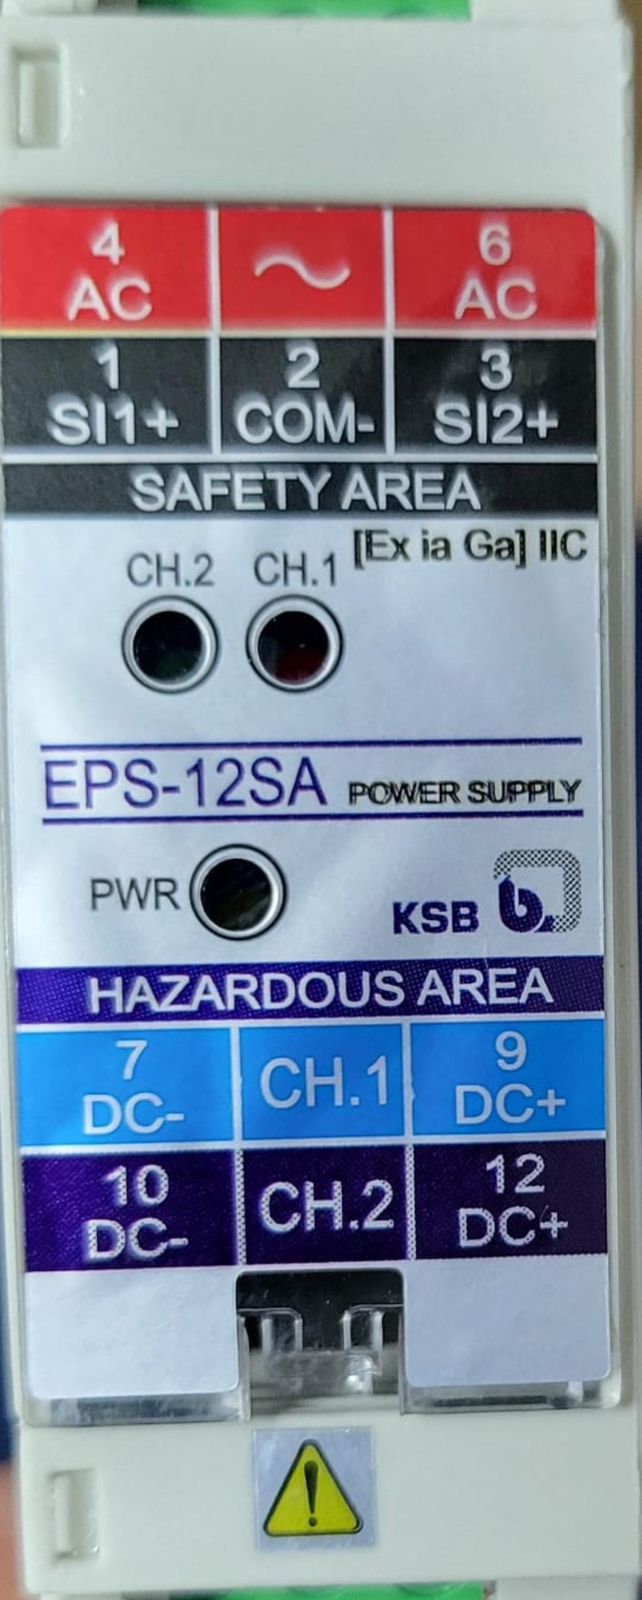 4 6
AC ~ AC
1 2 3
SI1+ COM- SI2+
SAFETY AREA
[Ex ia Ga] IIC
CH.2 CH.1
EPS-12SA POWER SUPPLY
PWR
KSB b.
HAZARDOUS AREA
7 CH.1 9
DC- DC+
10 CH.2 12
DC- DC+
!